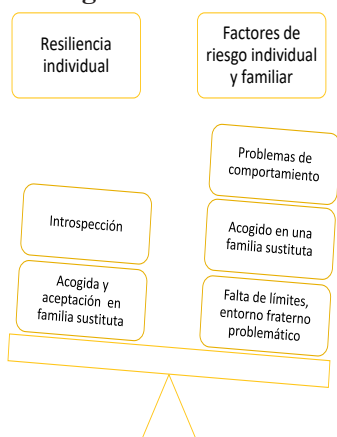 Resiliencia
individual
Factores de
riesgo individual
y familiar
Introspección
Acogida y
aceptación en
familia sustituta
Problemas de
comportamiento
Acogido en una
familia sustituta
Falta de límites,
entorno fraterno
problemático